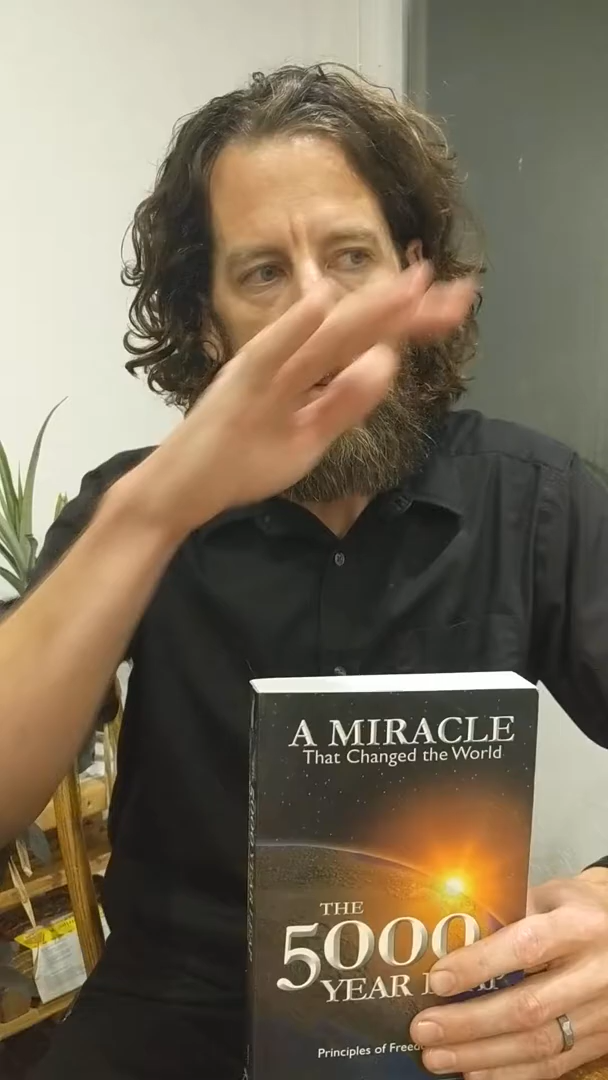 A MIRACLE
That Changed the World
THE
5000
YEAR
Principles of